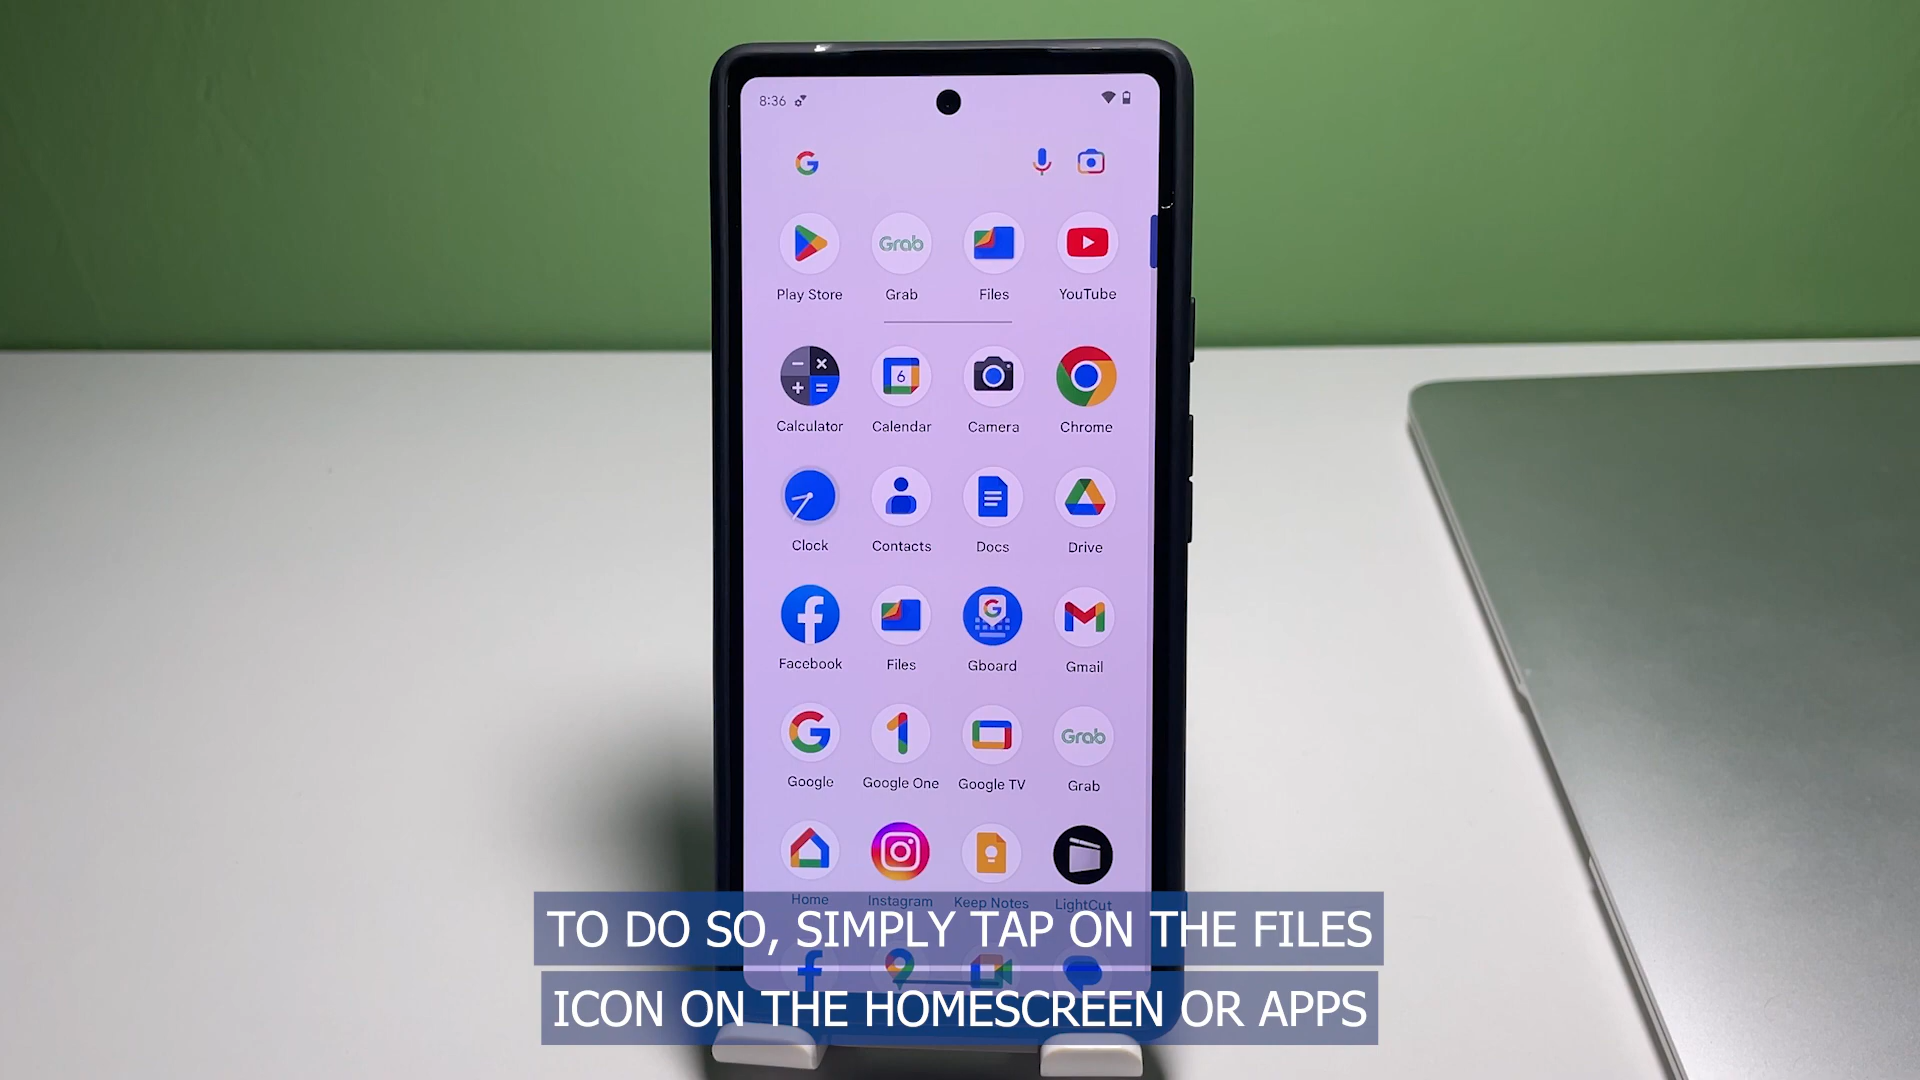 8:36
Play Store Grab Files YouTube
6
Calculator Calendar Camera Chrome
Clock Contacts Docs Drive
Facebook Files Gboard Gmail
Google Google One Google TV Grab
Home Instagram Keep Notes LightCut
TO DO SO, SIMPLY TAP ON THE FILES
ICON ON THE HOMESCREEN OR APPS